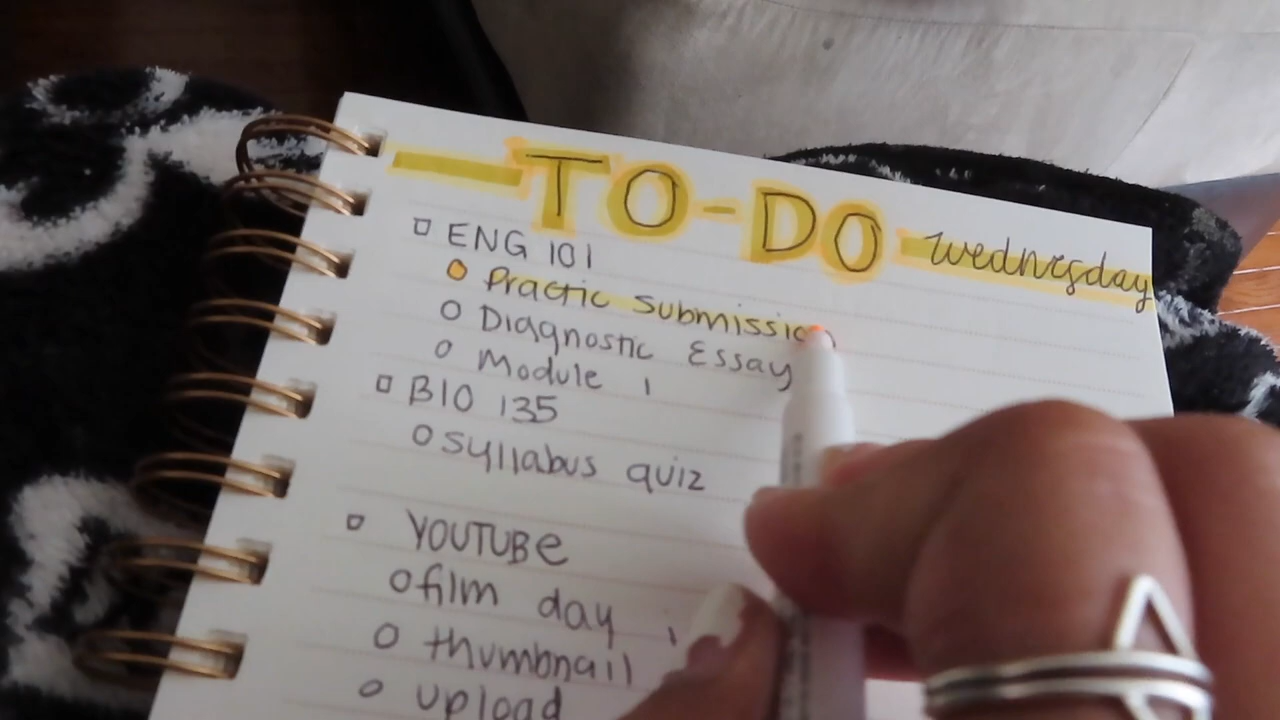 TO-DO wednesday
ENG 101
Practic Submission
Diagnostic Essay
Module 1
BIO 135
syllabus quiz
YOUTUBe
film day 1
thumbnail
upload